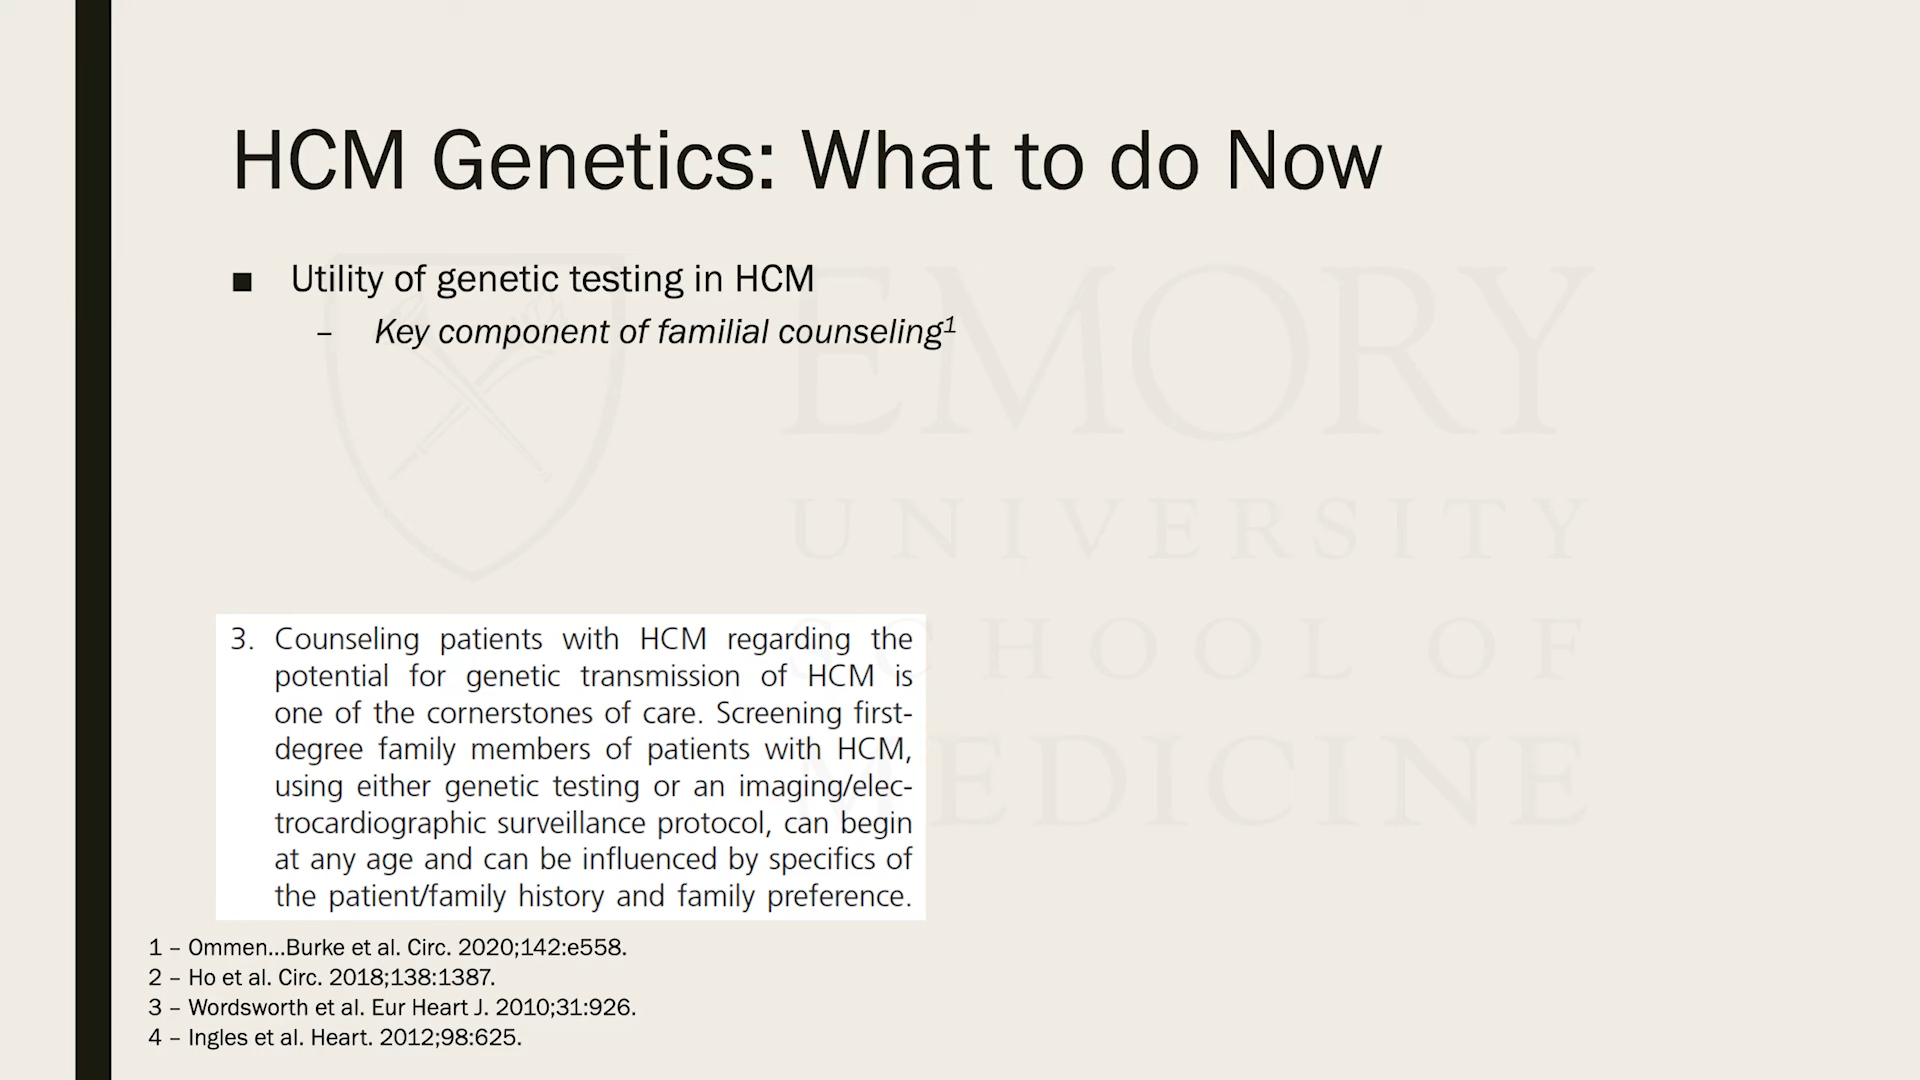 HCM Genetics: What to do Now
■ Utility of genetic testing in HCM
– Key component of familial counseling1
EMORY
UNIVERSITY
SCHOOL OF
MEDICINE
3. Counseling patients with HCM regarding the
potential for genetic transmission of HCM is
one of the cornerstones of care. Screening first-
degree family members of patients with HCM,
using either genetic testing or an imaging/elec-
trocardiographic surveillance protocol, can begin
at any age and can be influenced by specifics of
the patient/family history and family preference.
1 – Ommen...Burke et al. Circ. 2020;142:e558.
2 – Ho et al. Circ. 2018;138:1387.
3 – Wordsworth et al. Eur Heart J. 2010;31:926.
4 – Ingles et al. Heart. 2012;98:625.